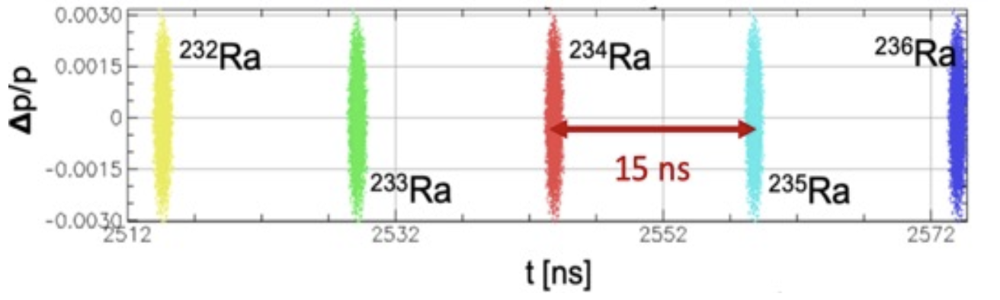 0.0030
²³²Ra
²³⁴Ra
²³⁶Ra
0.0015
Δp/p
0
-0.0015
15 ns
²³³Ra
²³⁵Ra
-0.0030
2512
2532
2552
2572
t [ns]